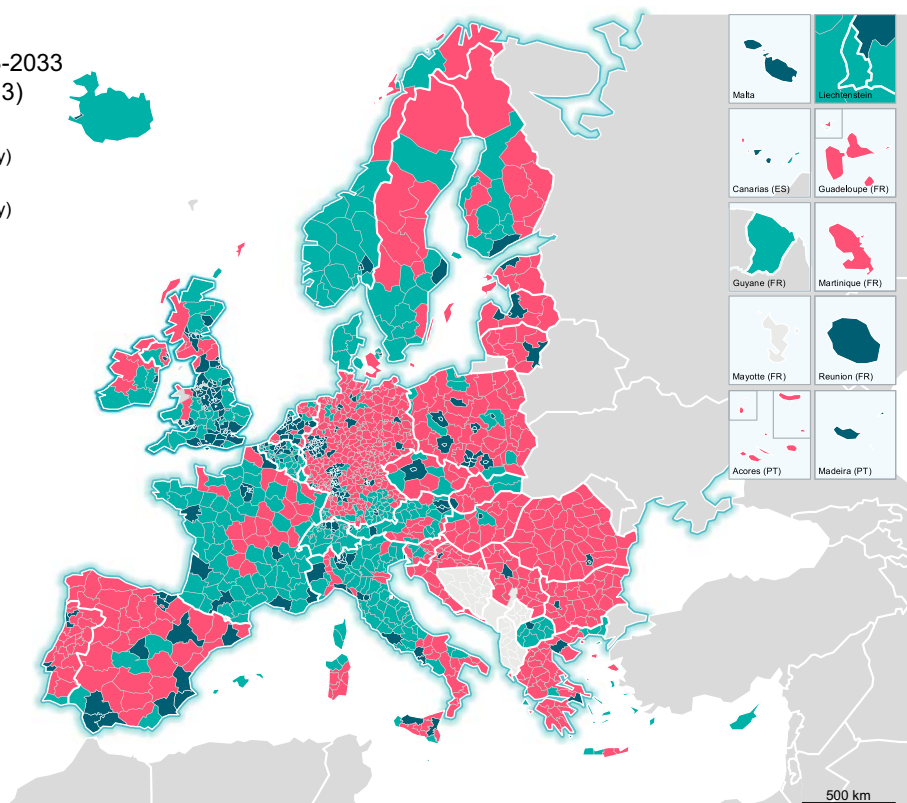 -2033
3)
y)
y)
Malta
Liechtenstein
Canarias (ES)
Guadeloupe (FR)
Guyane (FR)
Martinique (FR)
Mayotte (FR)
Reunion (FR)
Acores (PT)
Madeira (PT)
500 km